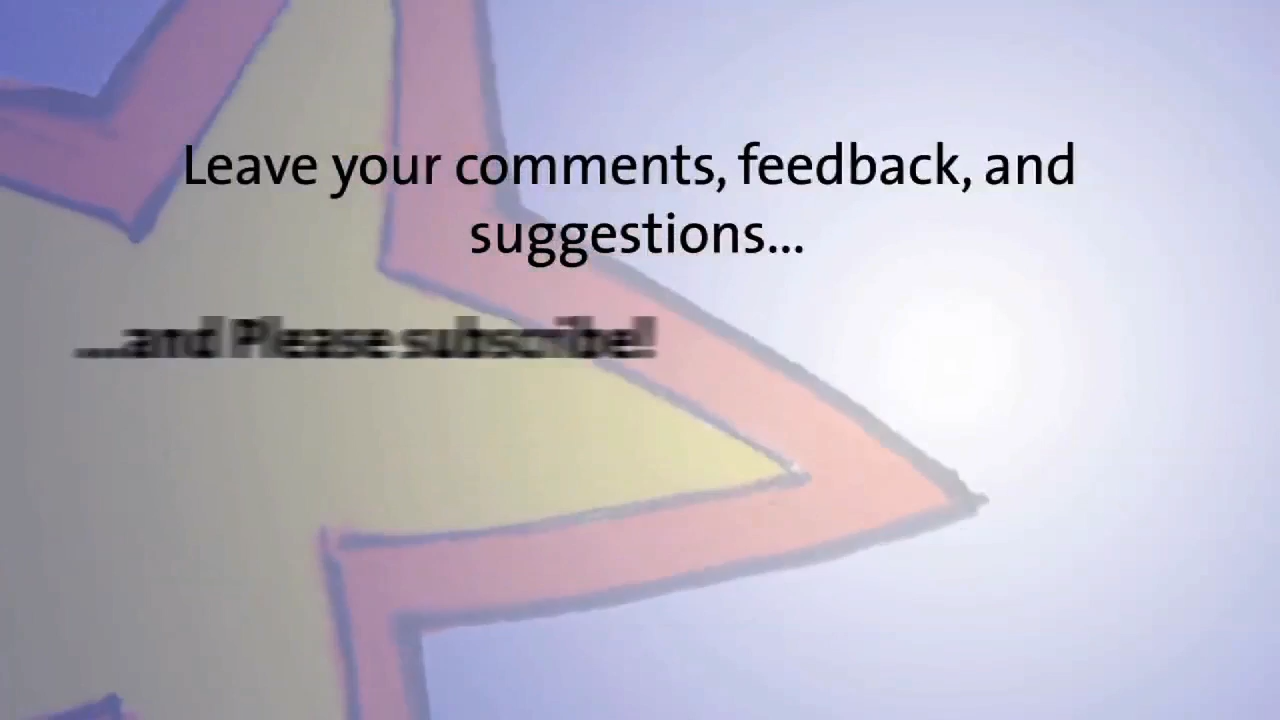 Leave your comments, feedback, and
suggestions...
...and Please subscribe!